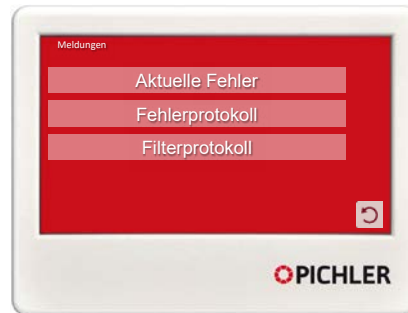 Meldungen
Aktuelle Fehler
Fehlerprotokoll
Filterprotokoll
PICHLER